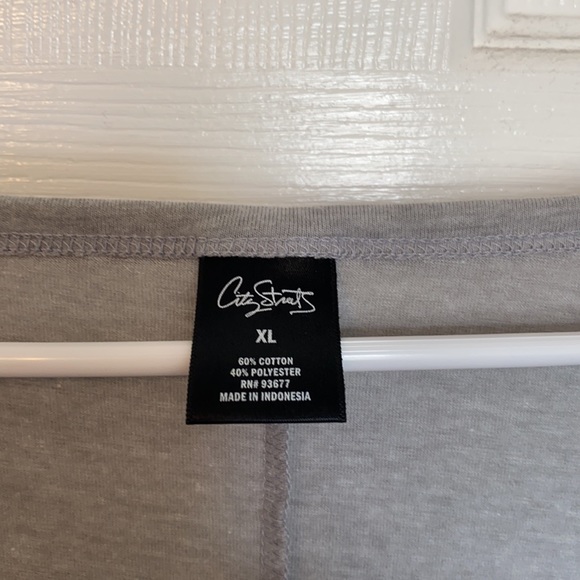 City Streets
XL
60% COTTON
40% POLYESTER
RN# 93677
MADE IN INDONESIA